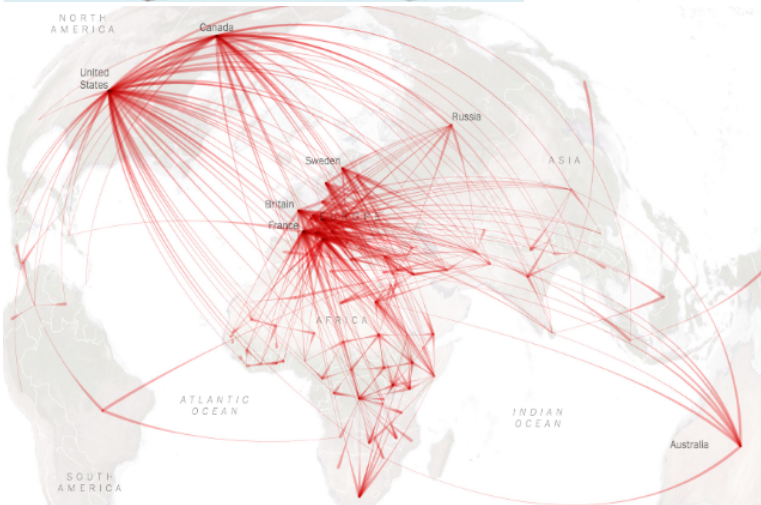 NORTH
AMERICA
Canada
United
States
Russia
Sweden
ASIA
Britain
France
AFRICA
ATLANTIC
OCEAN
INDIAN
OCEAN
Australia
SOUTH
AMERICA